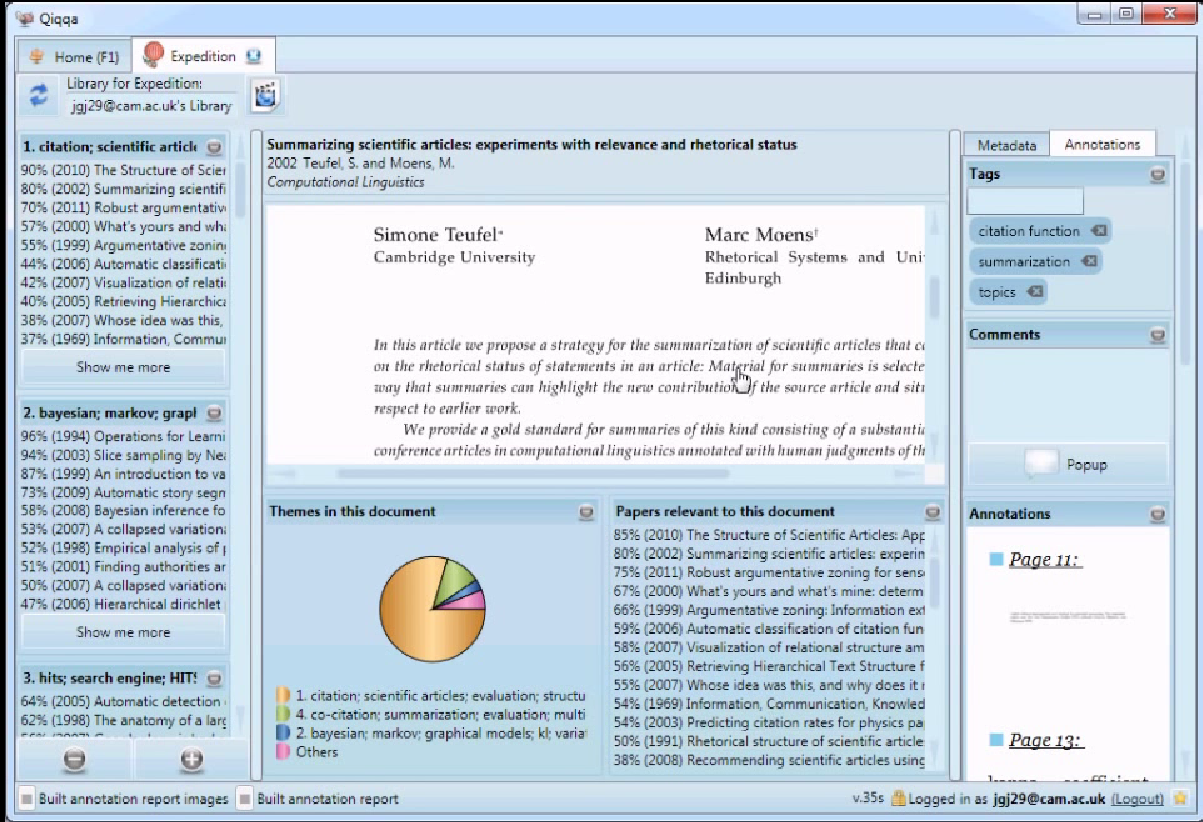 Qiqqa
Home (F1)
Expedition
Library for Expedition:
jgj29@cam.ac.uk's Library
1. citation; scientific article
90% (2010) The Structure of Scier
80% (2002) Summarizing scientifi
70% (2011) Robust argumentative
57% (2000) What's yours and wha
55% (1999) Argumentative zoning
44% (2006) Automatic classificati
42% (2007) Visualization of relati
40% (2005) Retrieving Hierarchica
38% (2007) Whose idea was this,
37% (1969) Information, Commu
Show me more
2. bayesian; markov; grapl
96% (1994) Operations for Learni
94% (2003) Slice sampling by Nea
87% (1999) An introduction to va
73% (2009) Automatic story segn
58% (2008) Bayesian inference fo
53% (2007) A collapsed variationa
52% (1998) Empirical analysis of
51% (2001) Finding authorities ar
50% (2007) A collapsed variationa
47% (2006) Hierarchical dirichlet
Show me more
3. hits; search engine; HIT
64% (2005) Automatic detection
62% (1998) The anatomy of a larg
Summarizing scientific articles: experiments with relevance and rhetorical status
2002 Teufel, S. and Moens, M.
Computational Linguistics
Simone Teufel*
Marc Moens†
Cambridge University
Rhetorical Systems and Uni
Edinburgh
In this article we propose a strategy for the summarization of scientific articles that c
on the rhetorical status of statements in an article: Material for summaries is selecte
way that summaries can highlight the new contribution of the source article and situ
respect to earlier work.
We provide a gold standard for summaries of this kind consisting of a substantia
conference articles in computational linguistics annotated with human judgments of th
Themes in this document
1. citation; scientific articles; evaluation; structu
4. co-citation; summarization; evaluation; multi
2. bayesian; markov; graphical models; kl; varia
Others
Papers relevant to this document
85% (2010) The Structure of Scientific Articles: App
80% (2002) Summarizing scientific articles: experin
75% (2011) Robust argumentative zoning for sens
67% (2000) What's yours and what's mine: determ
66% (1999) Argumentative zoning: Information ext
59% (2006) Automatic classification of citation fun
58% (2007) Visualization of relational structure am
56% (2005) Retrieving Hierarchical Text Structure f
55% (2007) Whose idea was this, and why does it
54% (1969) Information, Communication, Knowled
54% (2003) Predicting citation rates for physics pa
50% (1991) Rhetorical structure of scientific article
38% (2008) Recommending scientific articles using
Metadata
Annotations
Tags
citation function
summarization
topics
Comments
Popup
Annotations
Page 11:
Page 13:
Built annotation report images
Built annotation report
v.35s
Logged in as jgj29@cam.ac.uk (Logout)